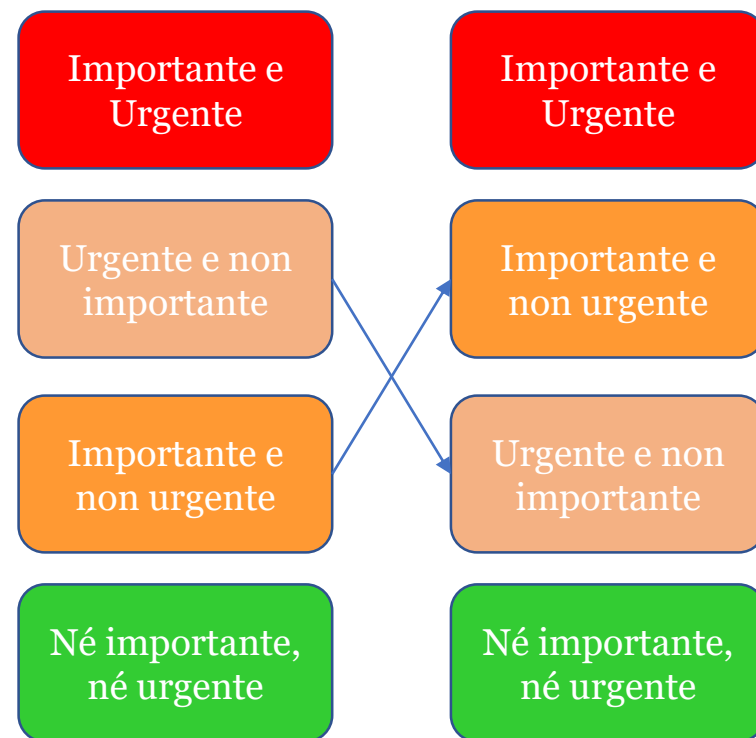 Importante e
Urgente
Urgente e non
importante
Importante e
non urgente
Né importante,
né urgente
Importante e
Urgente
Importante e
non urgente
Urgente e non
importante
Né importante,
né urgente